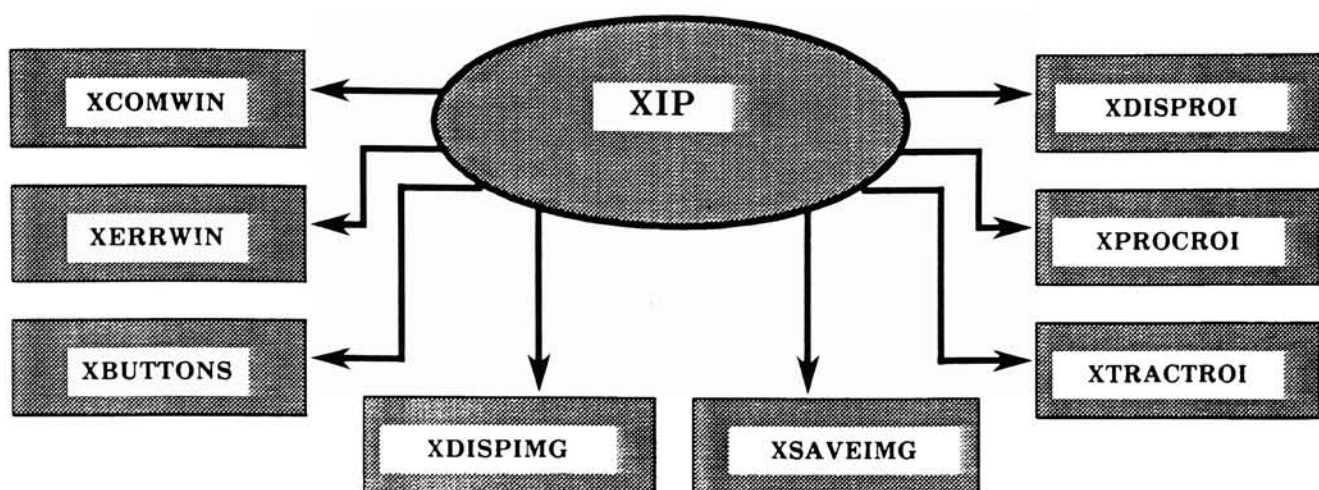 XIP
XCOMWIN
XDISPROI
XERRWIN
XPROCROI
XBUTTONS
XTRACTROI
XDISPIMG
XSAVEIMG